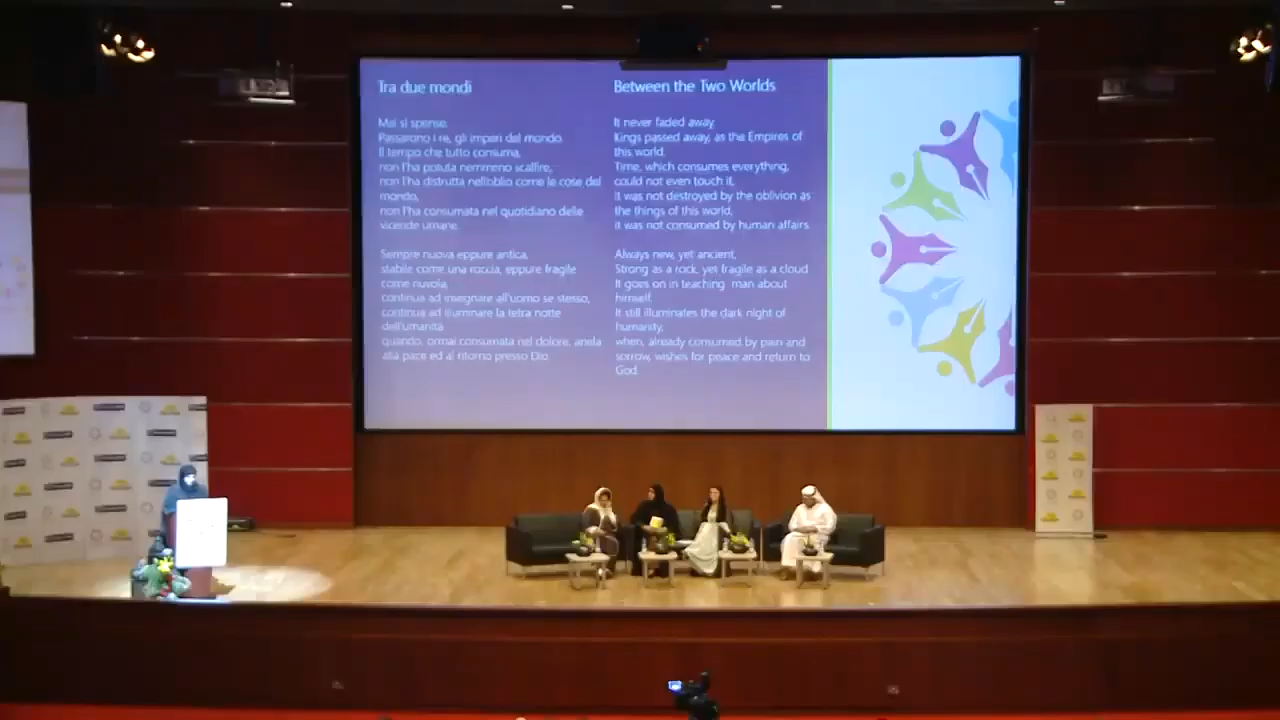 Tra due mondi
Mai si spense.
Passarono i re, gli imperi del mondo.
Il tempo che tutto consuma,
non l'ha potuta nemmeno scalfire,
non l'ha distrutta nell'oblio come le cose del
mondo,
non l'ha consumata nel quotidiano delle
vicende umane.
Sempre nuova eppure antica,
stabile come una roccia, eppure fragile
come nuvola,
continua ad insegnare all'uomo se stesso,
continua ad illuminare la tetra notte
dell'umanità
quando, ormai consumata nel dolore, anela
alla pace ed al ritorno presso Dio.
Between the Two Worlds
It never faded away.
Kings passed away, as the Empires of
this world.
Time, which consumes everything,
could not even touch it,
It was not destroyed by the oblivion as
the things of this world,
it was not consumed by human affairs.
Always new, yet ancient,
Strong as a rock, yet fragile as a cloud
It goes on in teaching man about
himself.
It still illuminates the dark night of
humanity,
when, already consumed by pain and
sorrow, wishes for peace and return to
God.